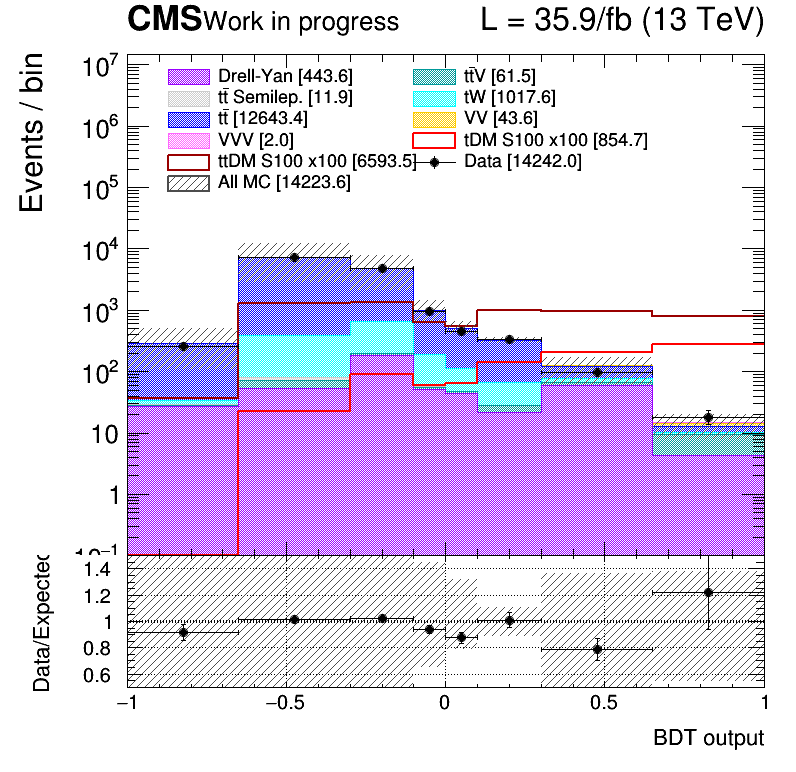 CMS Work in progress L = 35.9/fb (13 TeV)
Events / bin
10⁷
10⁶
10⁵
10⁴
10³
10²
10
1
10⁻¹
Drell-Yan [443.6] tt̄V [61.5]
tt̄ Semilep. [11.9] tW [1017.6]
tt̄ [12643.4] VV [43.6]
VVV [2.0] tDM S100 x100 [854.7]
ttDM S100 x100 [6593.5] Data [14242.0]
All MC [14223.6]
Data/Expected
1.4
1.2
1
0.8
0.6
−1 −0.5 0 0.5 1
BDT output